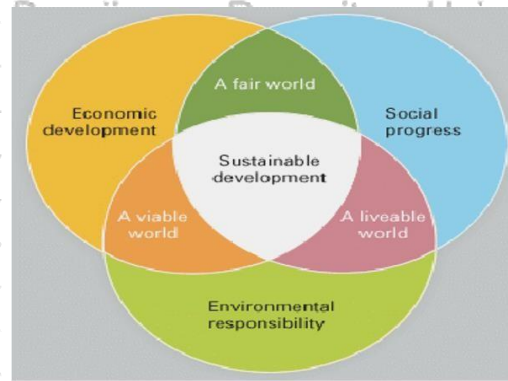 A fair world
Economic
development
Social
progress
Sustainable
development
A viable
world
A liveable
world
Environmental
responsibility